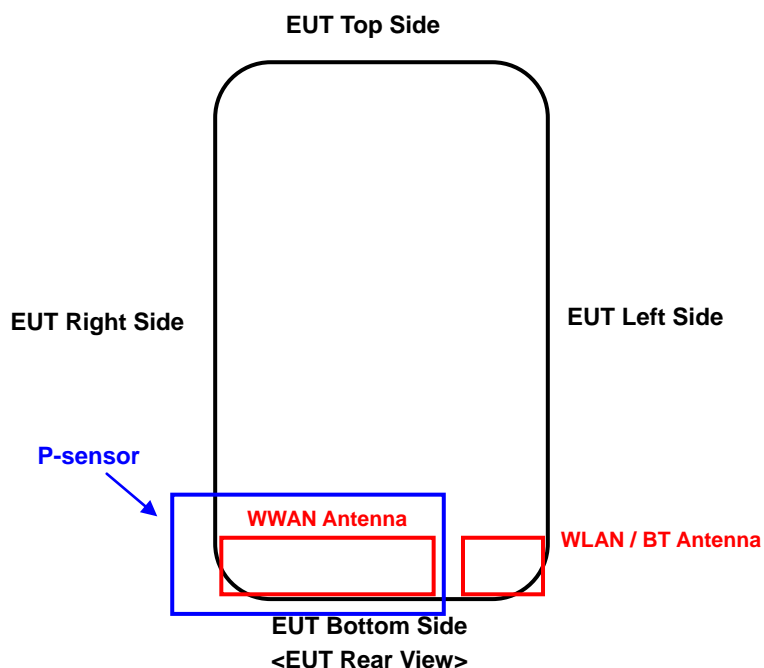 EUT Top Side
EUT Right Side
EUT Left Side
P-sensor
WWAN Antenna
WLAN / BT Antenna
EUT Bottom Side
<EUT Rear View>